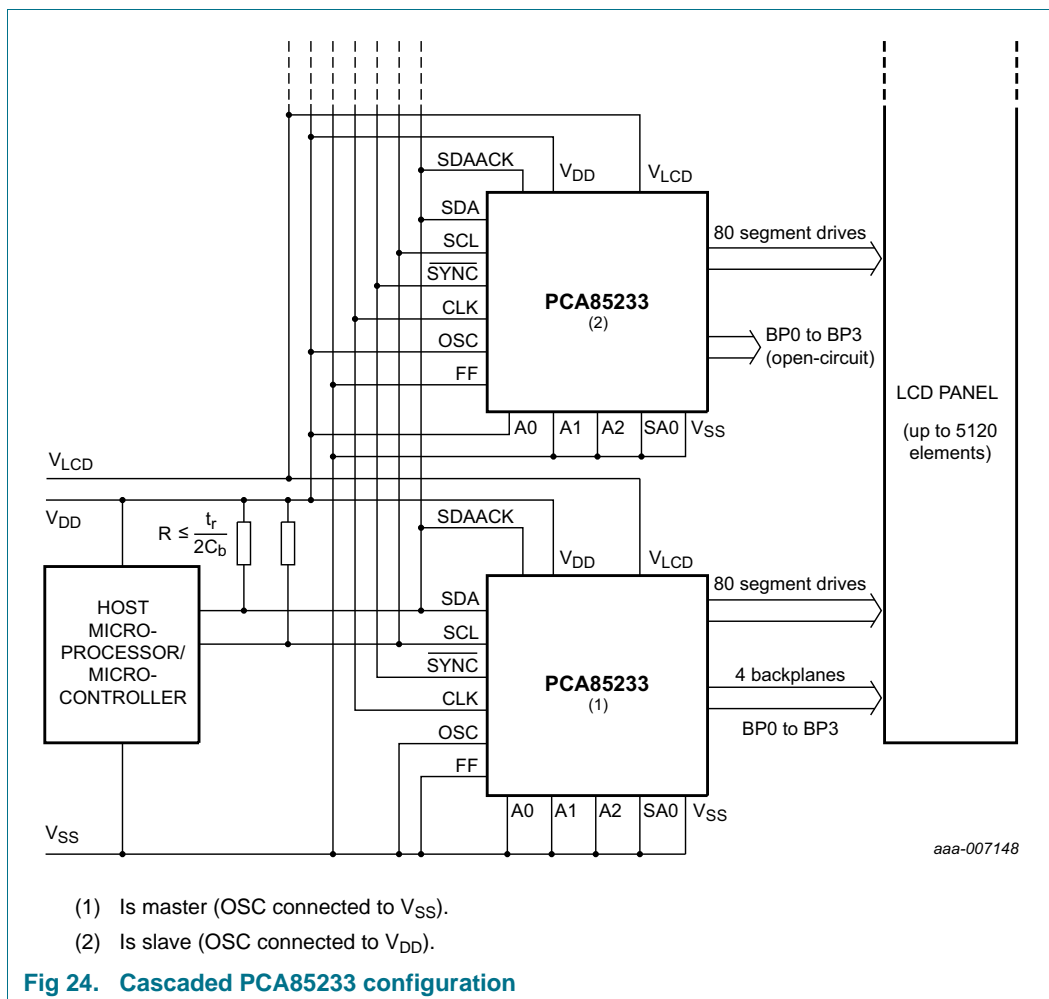 SDAACK
VDD
VLCD
SDA
SCL
SYNC
CLK
OSC
FF
PCA85233
(2)
80 segment drives
BP0 to BP3
(open-circuit)
A0 A1 A2 SA0 VSS
LCD PANEL
(up to 5120
elements)
VLCD
VDD
R ≤ tr
2Cb
HOST
MICRO-
PROCESSOR/
MICRO-
CONTROLLER
VSS
SDAACK
VDD
VLCD
SDA
SCL
SYNC
CLK
OSC
FF
PCA85233
(1)
80 segment drives
4 backplanes
BP0 to BP3
A0 A1 A2 SA0 VSS
aaa-007148
(1) Is master (OSC connected to VSS).
(2) Is slave (OSC connected to VDD).
Fig 24. Cascaded PCA85233 configuration